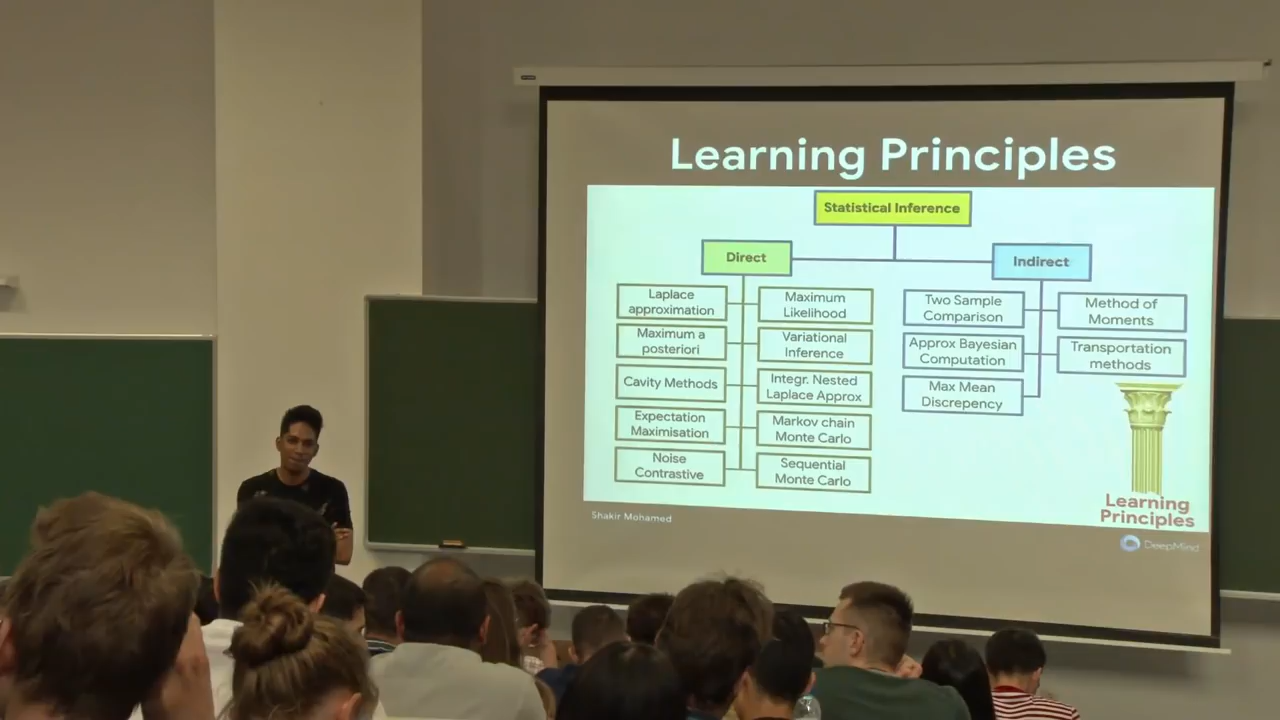 Learning Principles
Statistical Inference
Direct
Indirect
Laplace
approximation
Maximum
Likelihood
Maximum a
posteriori
Variational
Inference
Cavity Methods
Integr. Nested
Laplace Approx
Expectation
Maximisation
Markov chain
Monte Carlo
Noise
Contrastive
Sequential
Monte Carlo
Two Sample
Comparison
Method of
Moments
Approx Bayesian
Computation
Transportation
methods
Max Mean
Discrepency
Learning
Principles
Shakir Mohamed
DeepMind